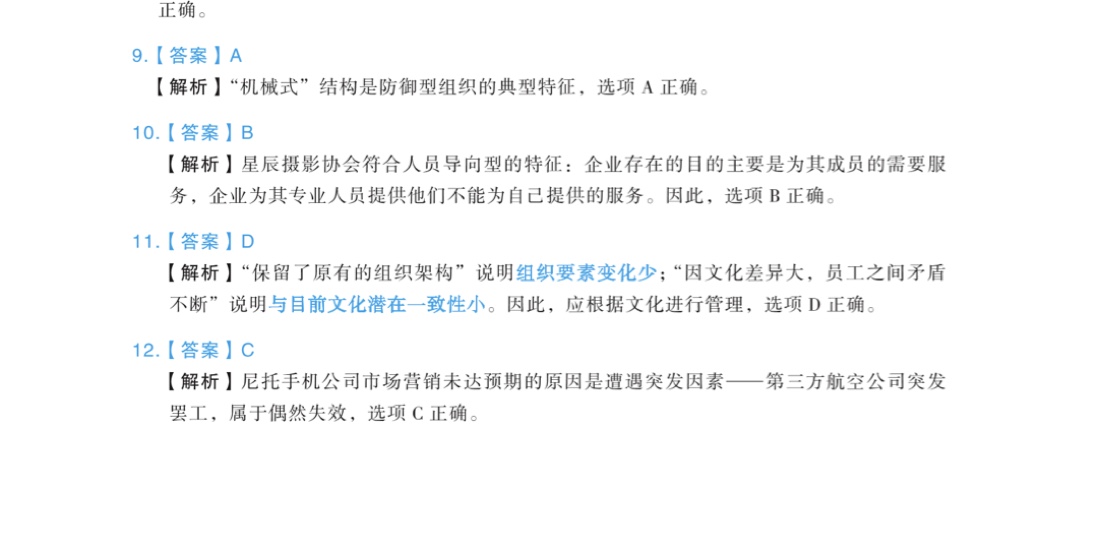 正确。
9.【答案】A
【解析】“机械式”结构是防御型组织的典型特征，选项 A 正确。
10.【答案】B
【解析】星辰摄影协会符合人员导向型的特征：企业存在的目的主要是为其成员的需要服
务，企业为其专业人员提供他们不能为自己提供的服务。因此，选项 B 正确。
11.【答案】D
【解析】“保留了原有的组织架构”说明组织要素变化少；“因文化差异大，员工之间矛盾
不断”说明与目前文化潜在一致性小。因此，应根据文化进行管理，选项 D 正确。
12.【答案】C
【解析】尼托手机公司市场营销未达预期的原因是遭遇突发因素——第三方航空公司突发
罢工，属于偶然失效，选项 C 正确。